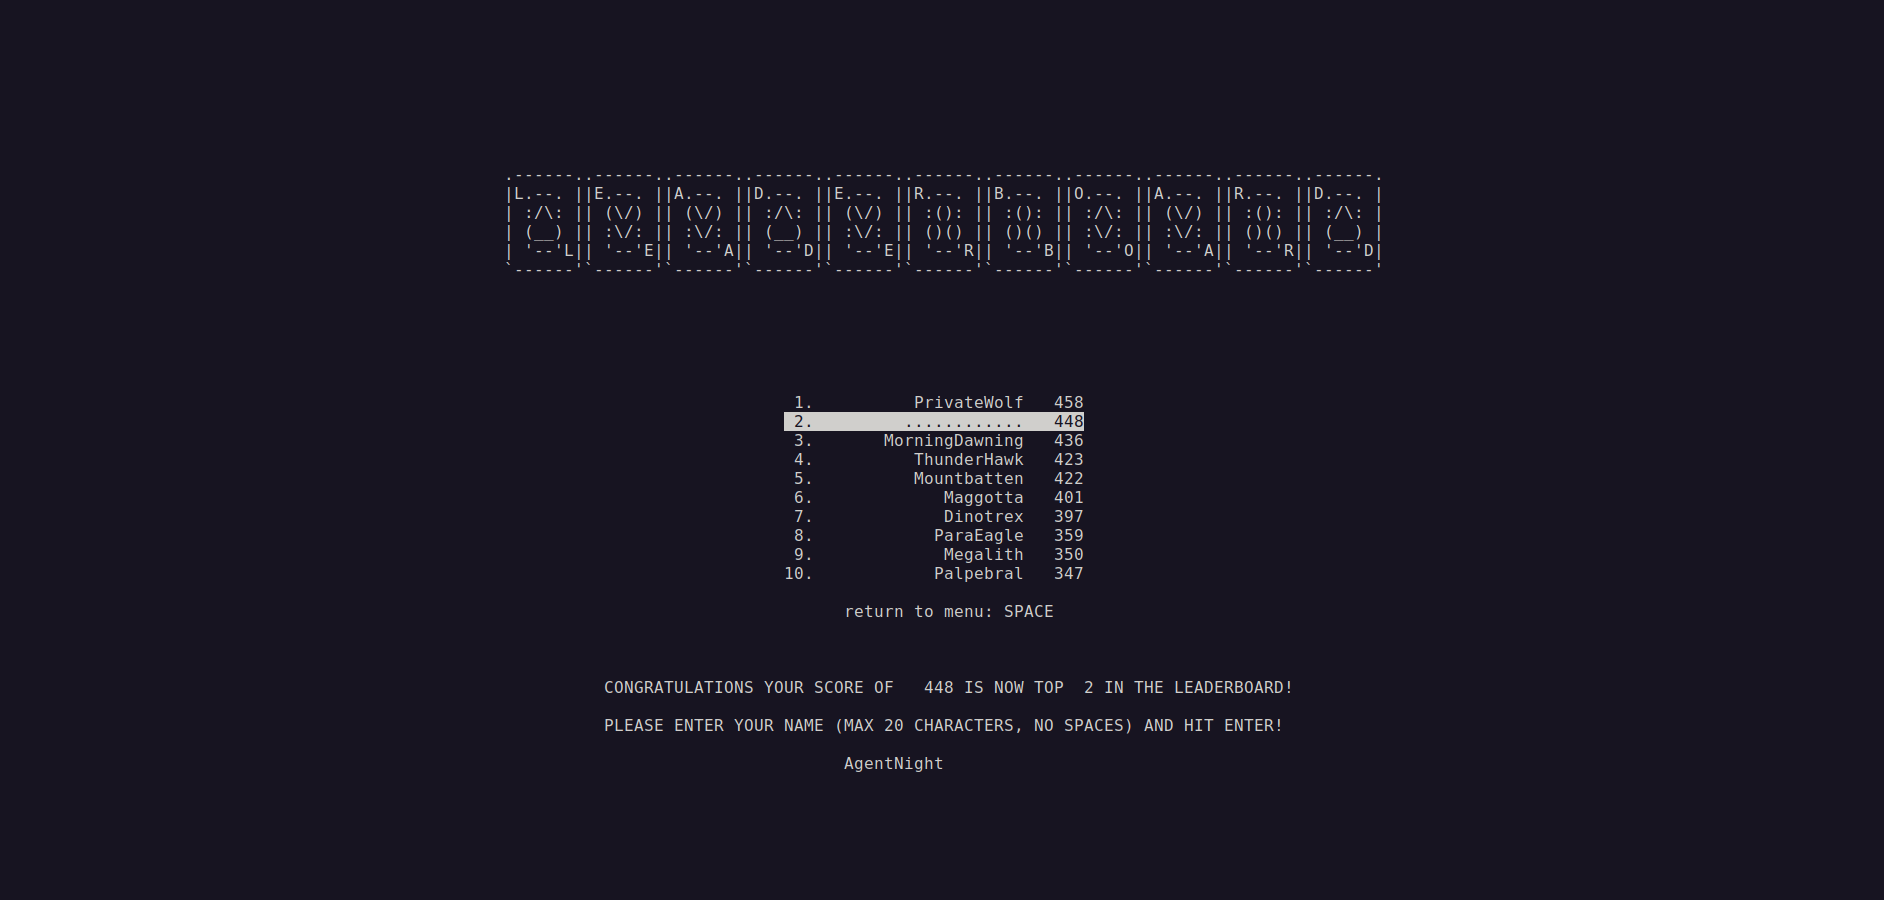 .------..------..------..------..------..------..------..------..------..------..------.
|L.--. ||E.--. ||A.--. ||D.--. ||E.--. ||R.--. ||B.--. ||O.--. ||A.--. ||R.--. ||D.--. |
| :/\: || (\/) || (\/) || :/\: || (\/) || :(): || :(): || :/\: || (\/) || :(): || :/\: |
| (__) || :\/: || :\/: || (__) || :\/: || ()() || ()() || :\/: || :\/: || ()() || (__) |
| '--'L|| '--'E|| '--'A|| '--'D|| '--'E|| '--'R|| '--'B|| '--'O|| '--'A|| '--'R|| '--'D|
`------'`------'`------'`------'`------'`------'`------'`------'`------'`------'`------'
1. PrivateWolf 458
2. ............ 448
3. MorningDawning 436
4. ThunderHawk 423
5. Mountbatten 422
6. Maggotta 401
7. Dinotrex 397
8. ParaEagle 359
9. Megalith 350
10. Palpebral 347
return to menu: SPACE
CONGRATULATIONS YOUR SCORE OF 448 IS NOW TOP 2 IN THE LEADERBOARD!
PLEASE ENTER YOUR NAME (MAX 20 CHARACTERS, NO SPACES) AND HIT ENTER!
AgentNight